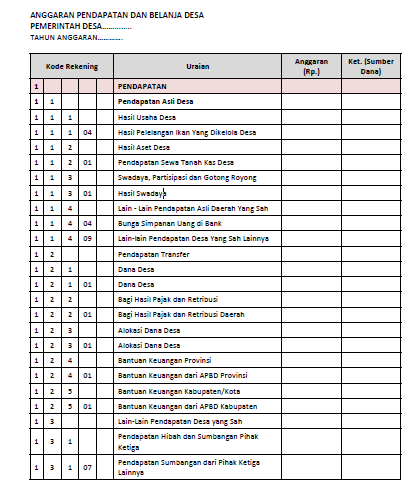 ANGGARAN PENDAPATAN DAN BELANJA DESA
PEMERINTAH DESA..............
TAHUN ANGGARAN............
Kode Rekening Uraian Anggaran (Rp.) Ket. (Sumber Dana)
1 PENDAPATAN
1 1 Pendapatan Asli Desa
1 1 1 Hasil Usaha Desa
1 1 1 04 Hasil Pelelangan Ikan Yang Dikelola Desa
1 1 2 Hasil Aset Desa
1 1 2 01 Pendapatan Sewa Tanah Kas Desa
1 1 3 Swadaya, Partisipasi dan Gotong Royong
1 1 3 01 Hasil Swadaya
1 1 4 Lain - Lain Pendapatan Asli Daerah Yang Sah
1 1 4 04 Bunga Simpanan Uang di Bank
1 1 4 09 Lain-lain Pendapatan Desa Yang Sah Lainnya
1 2 Pendapatan Transfer
1 2 1 Dana Desa
1 2 1 01 Dana Desa
1 2 2 Bagi Hasil Pajak dan Retribusi
1 2 2 01 Bagi Hasil Pajak dan Retribusi Daerah
1 2 3 Alokasi Dana Desa
1 2 3 01 Alokasi Dana Desa
1 2 4 Bantuan Keuangan Provinsi
1 2 4 01 Bantuan Keuangan dari APBD Provinsi
1 2 5 Bantuan Keuangan Kabupaten/Kota
1 2 5 01 Bantuan Keuangan dari APBD Kabupaten
1 3 Lain-Lain Pendapatan Desa yang Sah
1 3 1 Pendapatan Hibah dan Sumbangan Pihak
Ketiga
1 3 1 07 Pendapatan Sumbangan dari Pihak Ketiga
Lainnya